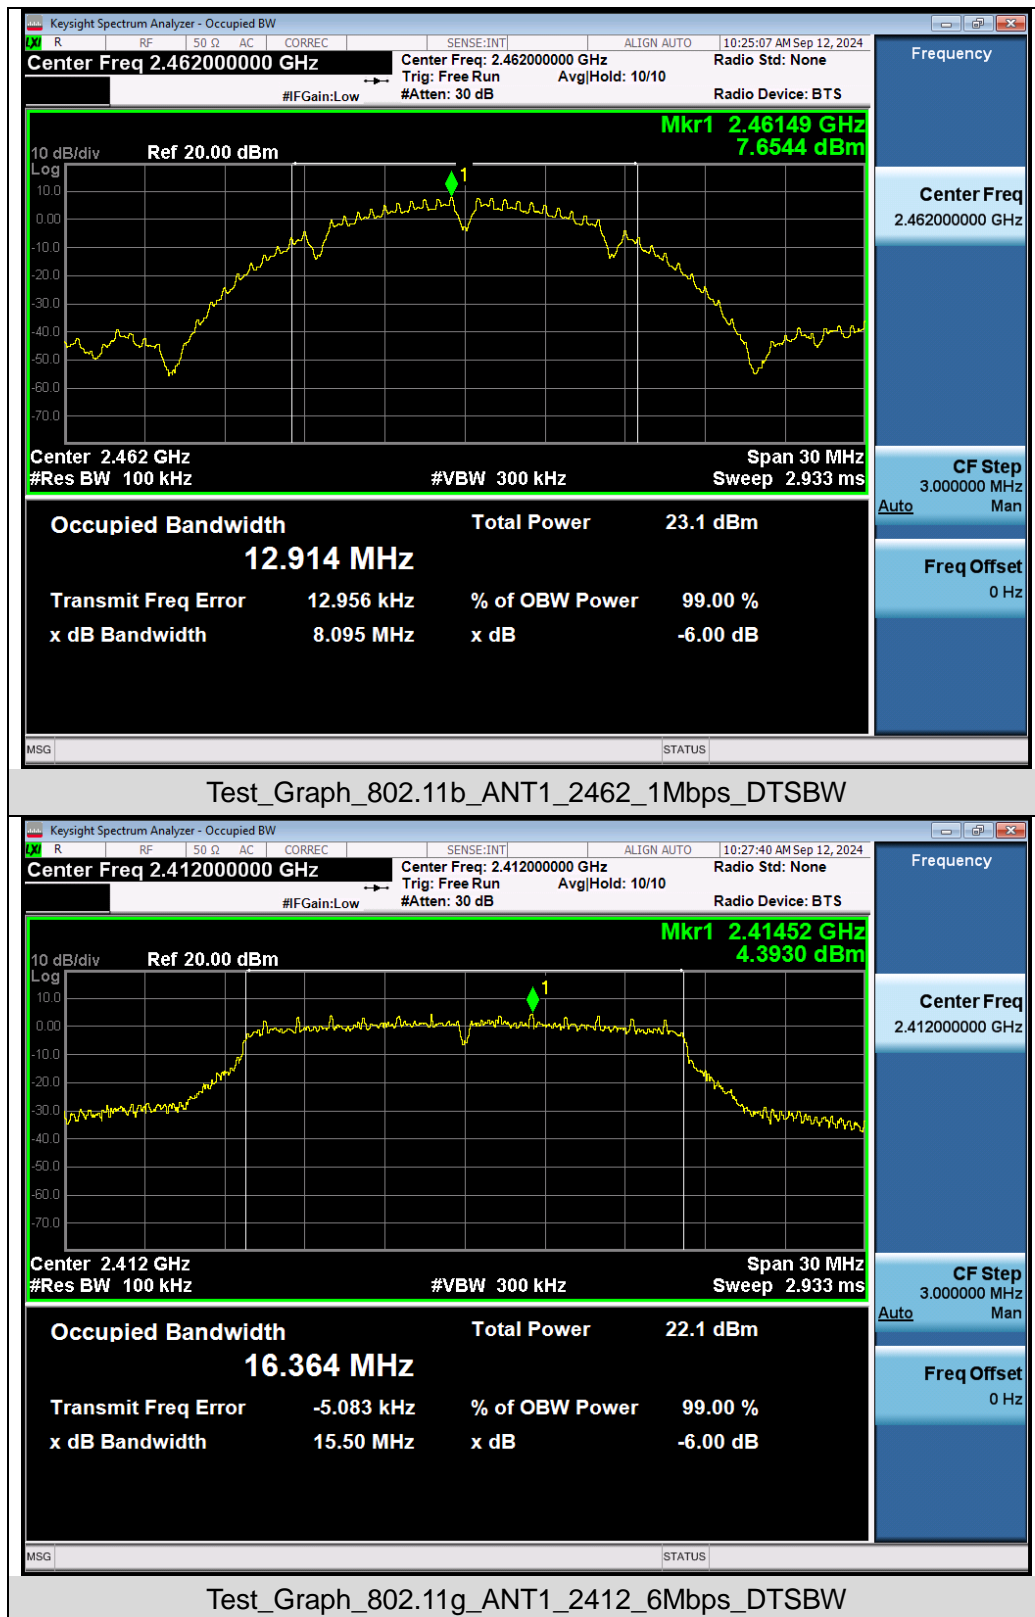 Keysight Spectrum Analyzer - Occupied BW
LXI R RF 50 Ω AC CORREC SENSE:INT ALIGN AUTO 10:25:07 AM Sep 12, 2024
Center Freq 2.462000000 GHz
Center Freq: 2.462000000 GHz
Radio Std: None
Trig: Free Run Avg|Hold: 10/10
#IFGain:Low
#Atten: 30 dB
Radio Device: BTS
Frequency
Mkr1 2.46149 GHz
7.6544 dBm
10 dB/div Ref 20.00 dBm
Log
1
10.0
0.00
-10.0
-20.0
-30.0
-40.0
-50.0
-60.0
-70.0
Center Freq
2.462000000 GHz
Center 2.462 GHz Span 30 MHz
#Res BW 100 kHz #VBW 300 kHz Sweep 2.933 ms
CF Step
3.000000 MHz
Auto Man
Occupied Bandwidth Total Power 23.1 dBm
12.914 MHz
Transmit Freq Error 12.956 kHz % of OBW Power 99.00 %
x dB Bandwidth 8.095 MHz x dB -6.00 dB
Freq Offset
0 Hz
MSG STATUS
Test_Graph_802.11b_ANT1_2462_1Mbps_DTSBW
Keysight Spectrum Analyzer - Occupied BW
LXI R RF 50 Ω AC CORREC SENSE:INT ALIGN AUTO 10:27:40 AM Sep 12, 2024
Center Freq 2.412000000 GHz
Center Freq: 2.412000000 GHz
Radio Std: None
Trig: Free Run Avg|Hold: 10/10
#IFGain:Low
#Atten: 30 dB
Radio Device: BTS
Frequency
Mkr1 2.41452 GHz
4.3930 dBm
10 dB/div Ref 20.00 dBm
Log
1
10.0
0.00
-10.0
-20.0
-30.0
-40.0
-50.0
-60.0
-70.0
Center Freq
2.412000000 GHz
Center 2.412 GHz Span 30 MHz
#Res BW 100 kHz #VBW 300 kHz Sweep 2.933 ms
CF Step
3.000000 MHz
Auto Man
Occupied Bandwidth Total Power 22.1 dBm
16.364 MHz
Transmit Freq Error -5.083 kHz % of OBW Power 99.00 %
x dB Bandwidth 15.50 MHz x dB -6.00 dB
Freq Offset
0 Hz
MSG STATUS
Test_Graph_802.11g_ANT1_2412_6Mbps_DTSBW